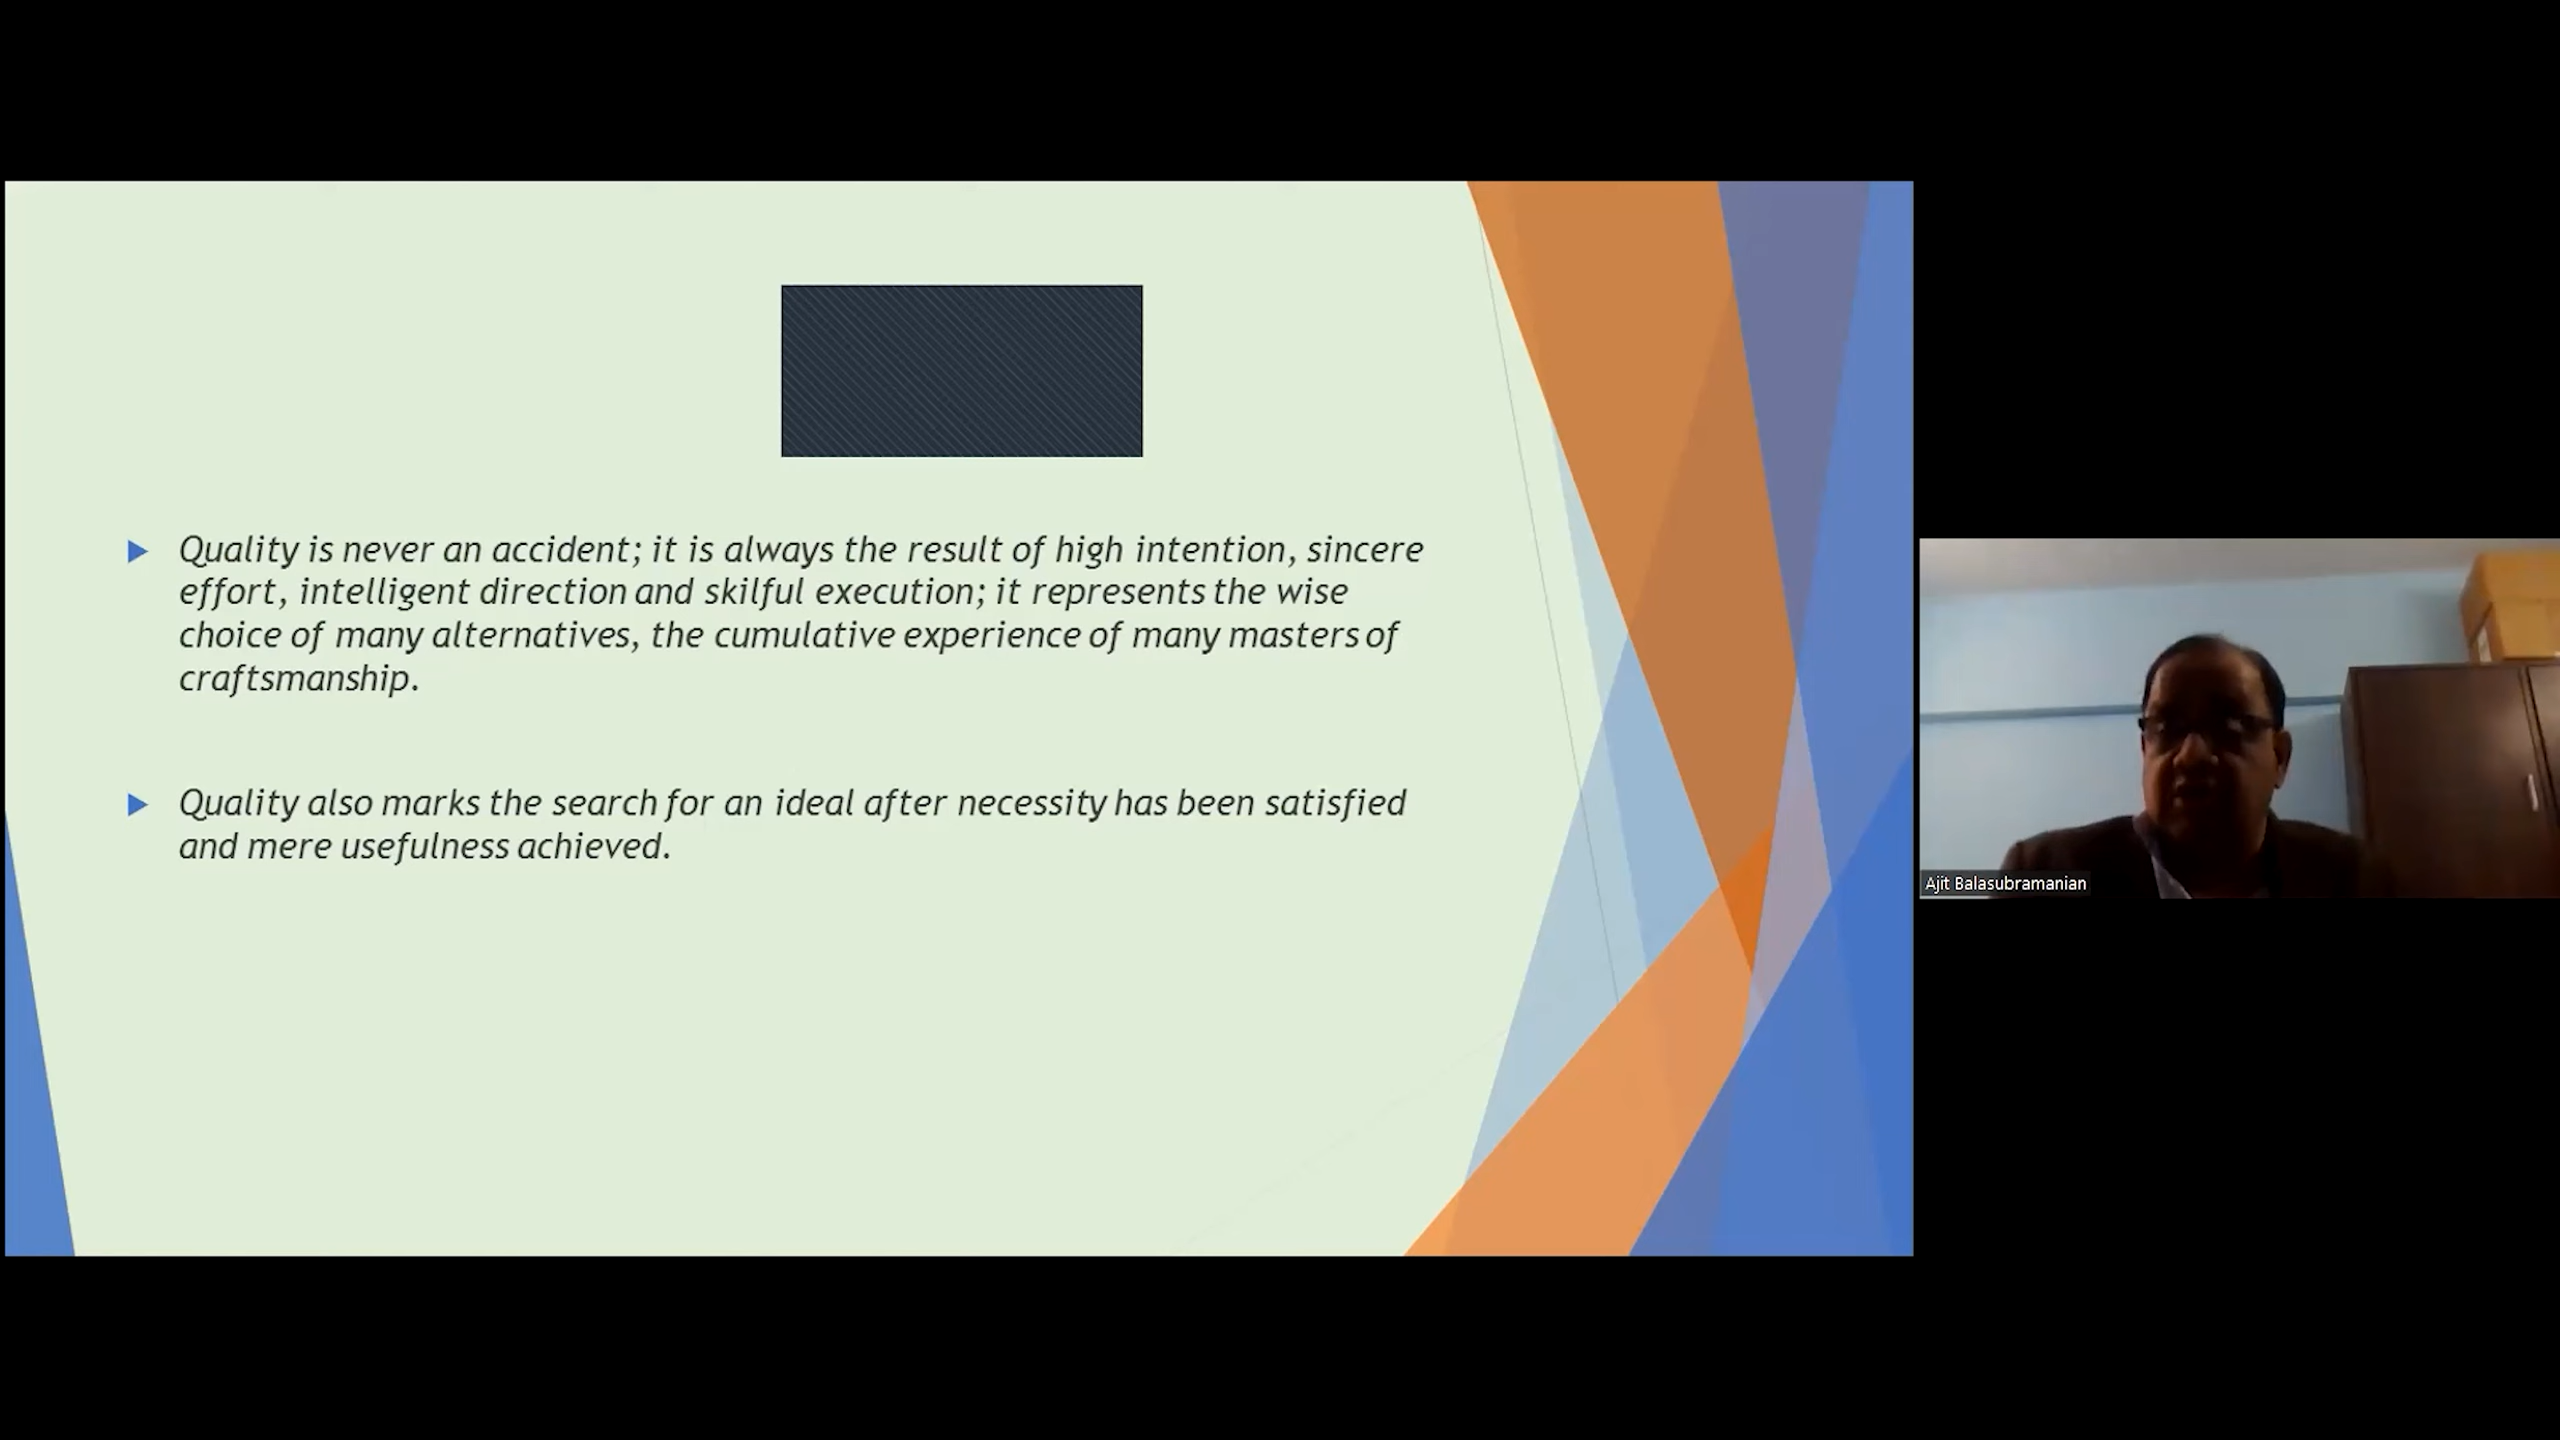 Quality is never an accident; it is always the result of high intention, sincere
effort, intelligent direction and skilful execution; it represents the wise
choice of many alternatives, the cumulative experience of many masters of
craftsmanship.
Quality also marks the search for an ideal after necessity has been satisfied
and mere usefulness achieved.
Ajit Balasubramanian